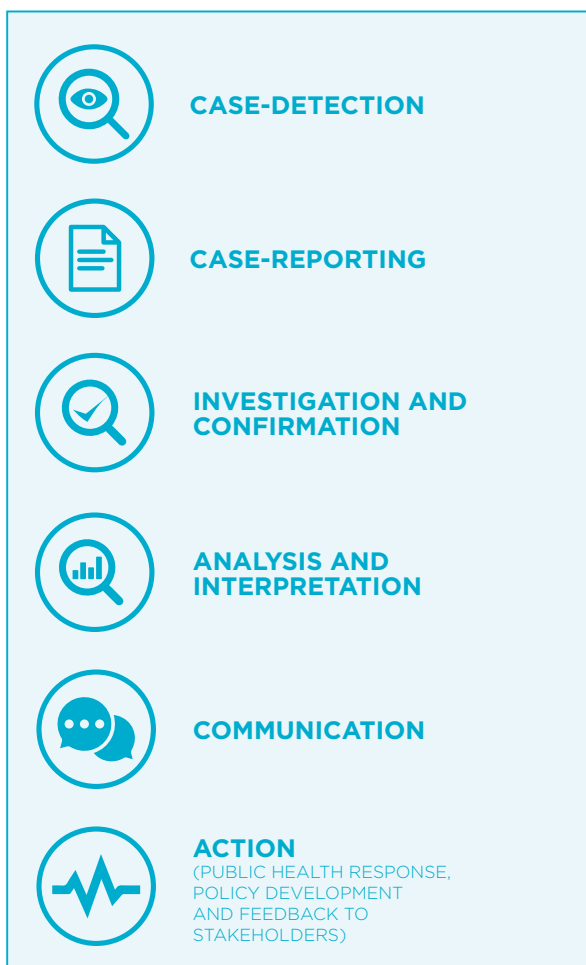 CASE-DETECTION
CASE-REPORTING
INVESTIGATION AND
CONFIRMATION
ANALYSIS AND
INTERPRETATION
COMMUNICATION
ACTION
(PUBLIC HEALTH RESPONSE,
POLICY DEVELOPMENT
AND FEEDBACK TO
STAKEHOLDERS)